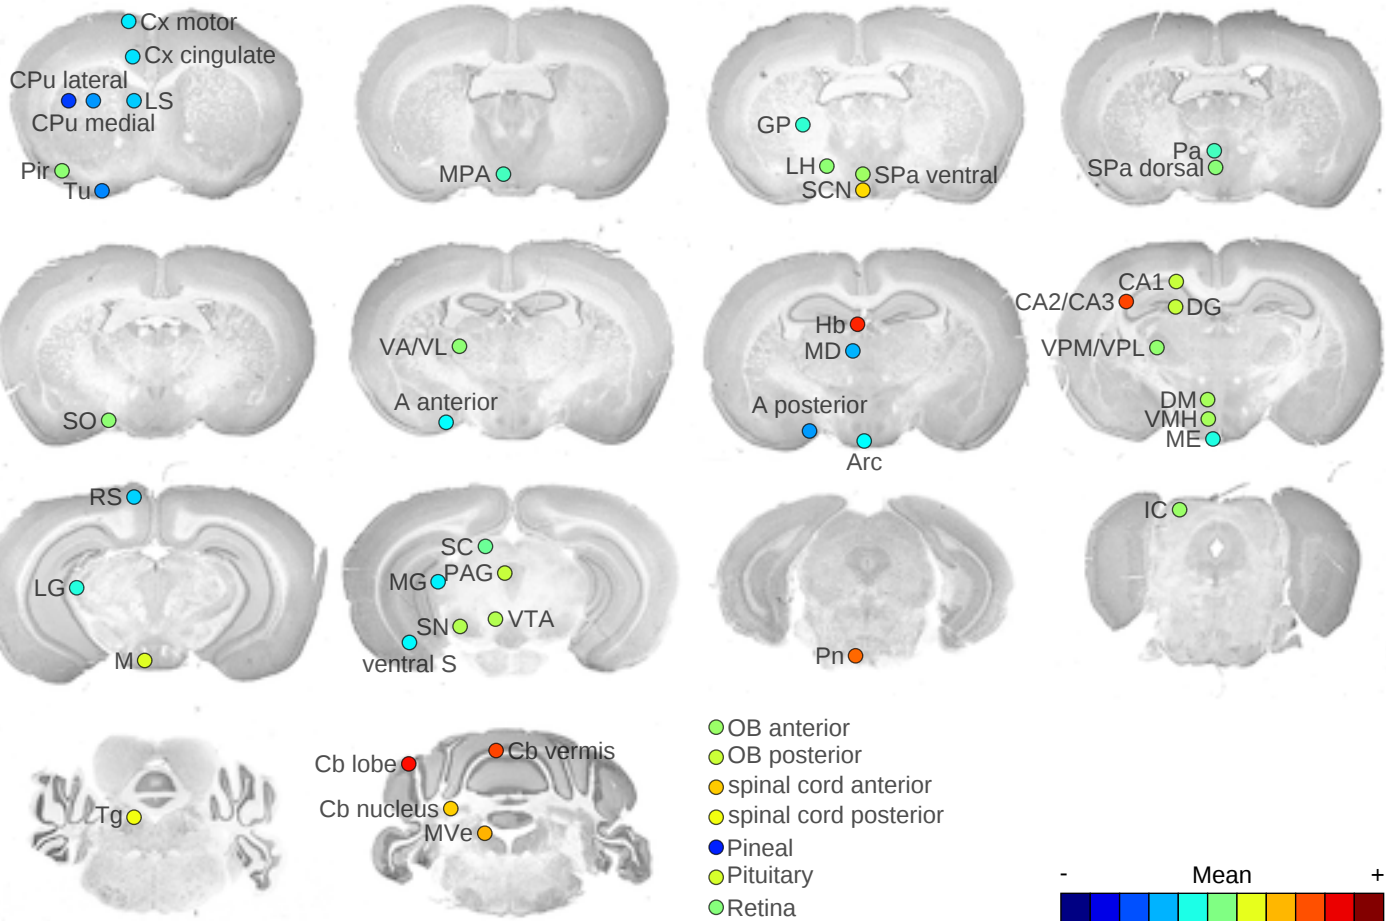 Cx motor
Cx cingulate
CPu lateral
LS
CPu medial
Pir
Tu
MPA
GP
LH
SPa ventral
SCN
Pa
SPa dorsal
SO
VA/VL
A anterior
Hb
MD
A posterior
Arc
CA1
CA2/CA3
DG
VPM/VPL
DM
VMH
ME
RS
LG
M
SC
MG
PAG
SN
VTA
ventral S
Pn
IC
Tg
Cb lobe
Cb vermis
Cb nucleus
MVe
OB anterior
OB posterior
spinal cord anterior
spinal cord posterior
Pineal
Pituitary
Retina
- Mean +